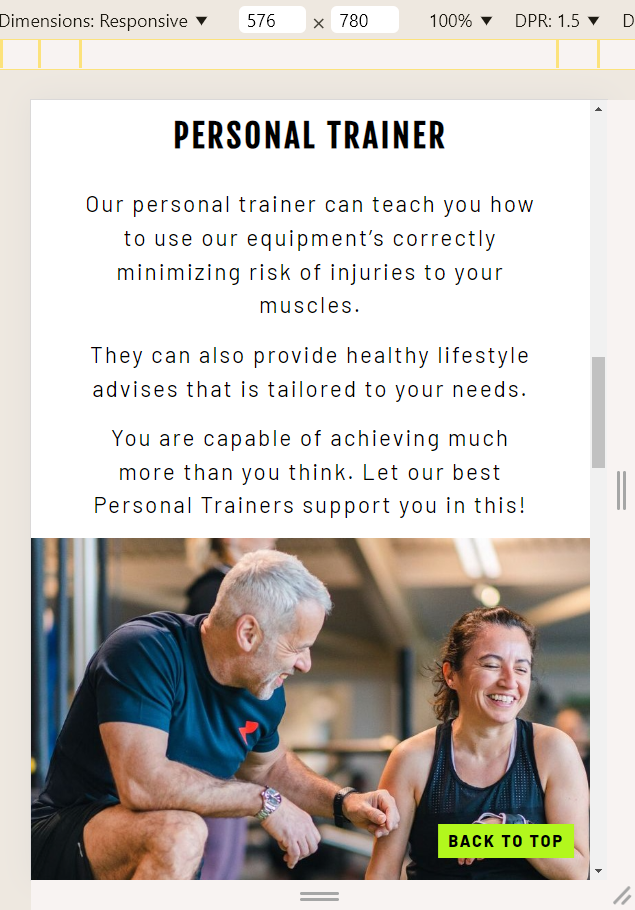 Dimensions: Responsive ▼ 576 × 780 100% ▼ DPR: 1.5 ▼ D
PERSONAL TRAINER
Our personal trainer can teach you how
to use our equipment’s correctly
minimizing risk of injuries to your
muscles.
They can also provide healthy lifestyle
advises that is tailored to your needs.
You are capable of achieving much
more than you think. Let our best
Personal Trainers support you in this!
BACK TO TOP